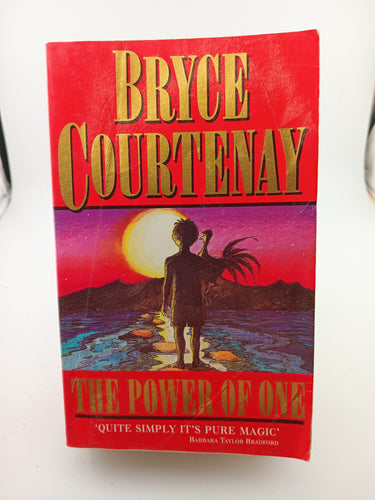 BRYCE
COURTENAY
THE POWER OF ONE
'QUITE SIMPLY IT'S PURE MAGIC'
BARBARA TAYLOR BRADFORD